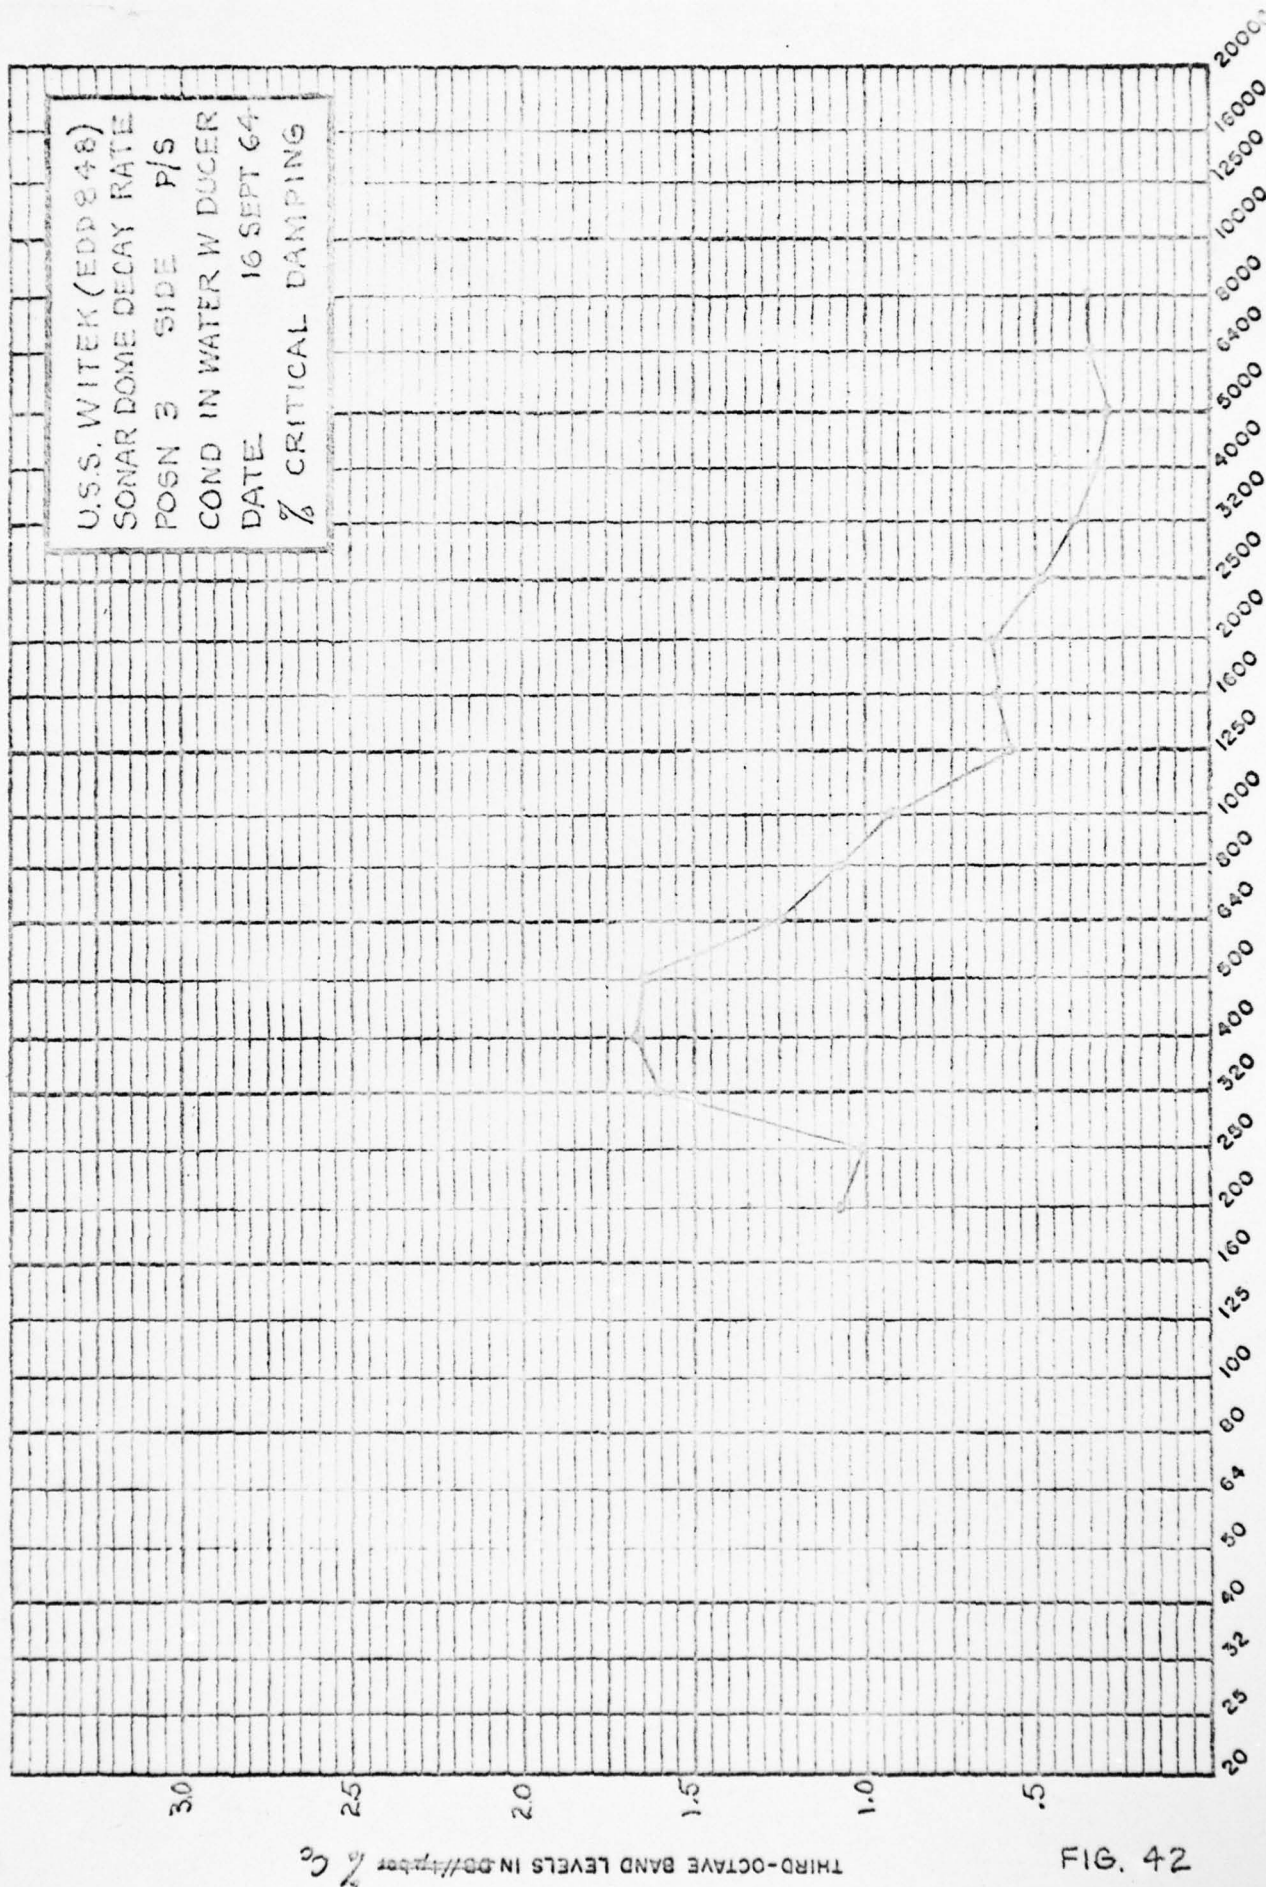 U.S.S. WITEK (EDD 848)
SONAR DOME DECAY RATE
POSN 3 SIDE P/S
COND IN WATER W DUCER
DATE 16 SEPT 64
% CRITICAL DAMPING
THIRD-OCTAVE BAND LEVELS IN DB//1µbar % Cc
3.0
2.5
2.0
1.5
1.0
.5
20 25 32 40 50 64 80 100 125 160 200 250 320 400 500 640 800 1000 1250 1600 2000 2500 3200 4000 5000 6400 8000 10000 12500 16000 20000
FIG. 42